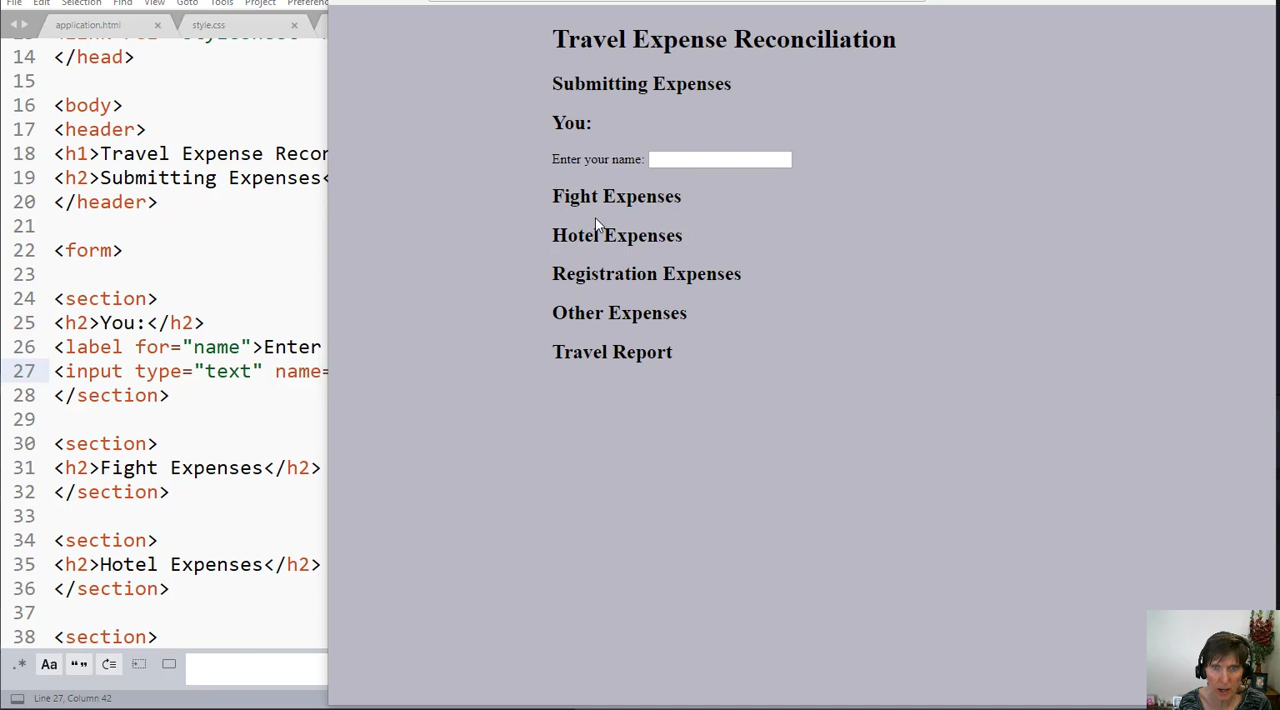 File Edit Selection Find View Goto Tools Project Preferenc
application.html × style.css ×
14 </head>
15
16 <body>
17 <header>
18 <h1>Travel Expense Recon
19 <h2>Submitting Expenses<
20 </header>
21
22 <form>
23
24 <section>
25 <h2>You:</h2>
26 <label for="name">Enter
27 <input type="text" name=
28 </section>
29
30 <section>
31 <h2>Fight Expenses</h2>
32 </section>
33
34 <section>
35 <h2>Hotel Expenses</h2>
36 </section>
37
38 <section>
.* Aa “”
Line 27, Column 42
Travel Expense Reconciliation
Submitting Expenses
You:
Enter your name:
Fight Expenses
Hotel Expenses
Registration Expenses
Other Expenses
Travel Report